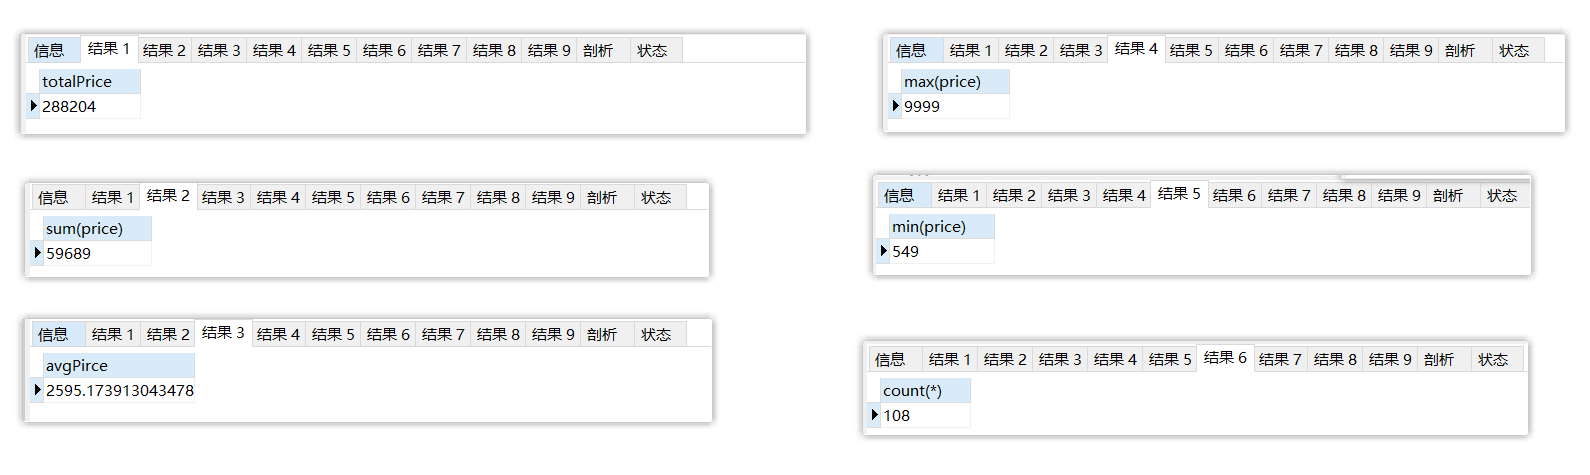 信息 结果 1 结果 2 结果 3 结果 4 结果 5 结果 6 结果 7 结果 8 结果 9 剖析 状态
totalPrice
288204
信息 结果 1 结果 2 结果 3 结果 4 结果 5 结果 6 结果 7 结果 8 结果 9 剖析 状态
sum(price)
59689
信息 结果 1 结果 2 结果 3 结果 4 结果 5 结果 6 结果 7 结果 8 结果 9 剖析 状态
avgPirce
2595.173913043478
信息 结果 1 结果 2 结果 3 结果 4 结果 5 结果 6 结果 7 结果 8 结果 9 剖析 状态
max(price)
9999
信息 结果 1 结果 2 结果 3 结果 4 结果 5 结果 6 结果 7 结果 8 结果 9 剖析 状态
min(price)
549
信息 结果 1 结果 2 结果 3 结果 4 结果 5 结果 6 结果 7 结果 8 结果 9 剖析 状态
count(*)
108